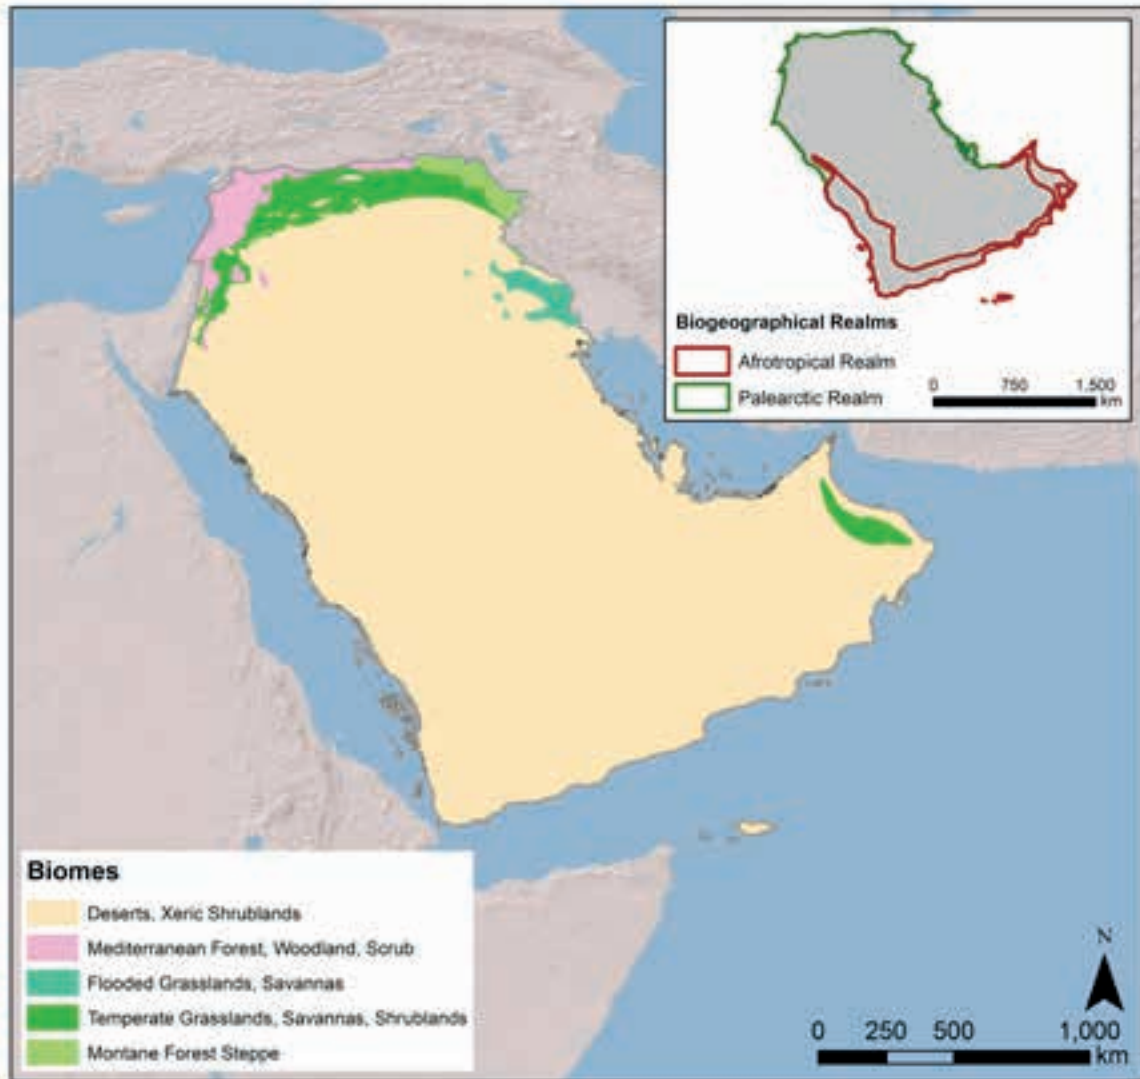 Biogeographical Realms
Afrotropical Realm
Palearctic Realm
0 750 1,500
km
Biomes
Deserts, Xeric Shrublands
Mediterranean Forest, Woodland, Scrub
Flooded Grasslands, Savannas
Temperate Grasslands, Savannas, Shrublands
Montane Forest Steppe
N
0 250 500 1,000
km